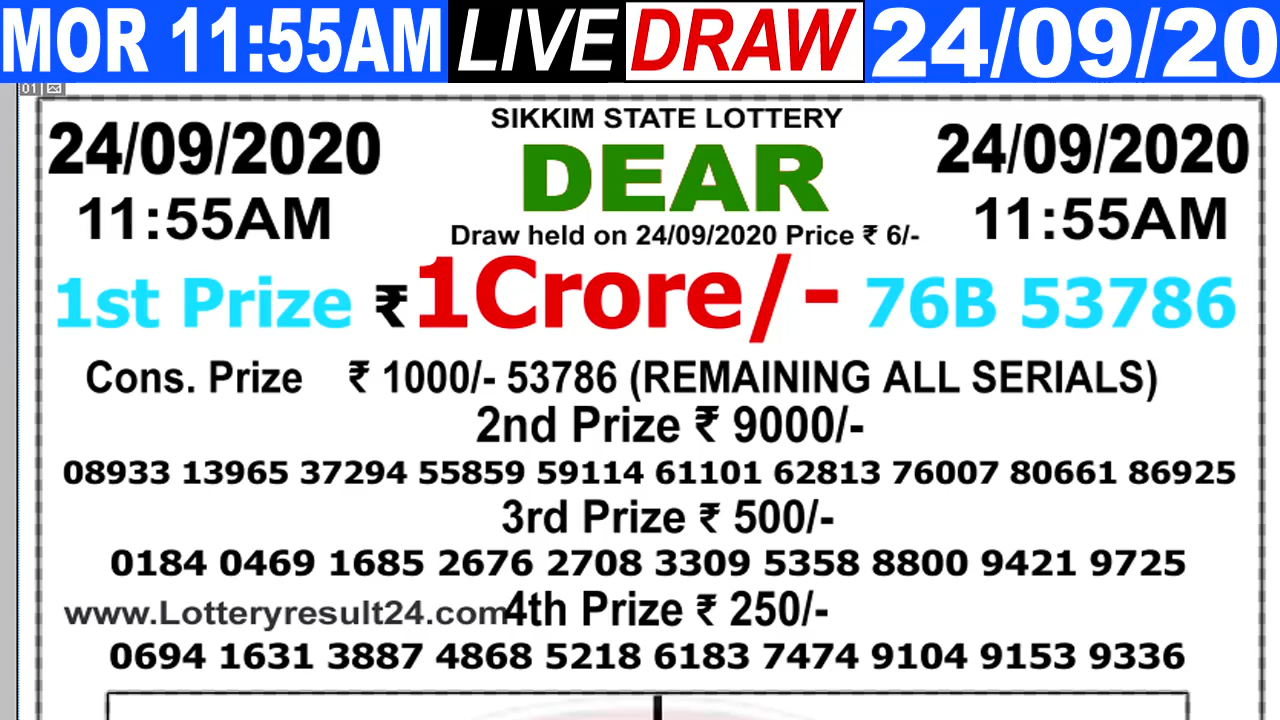 MOR 11:55AM LIVE DRAW 24/09/20
01
SIKKIM STATE LOTTERY
24/09/2020 DEAR 24/09/2020
11:55AM Draw held on 24/09/2020 Price ₹ 6/- 11:55AM
1st Prize ₹1Crore/- 76B 53786
Cons. Prize ₹ 1000/- 53786 (REMAINING ALL SERIALS)
2nd Prize ₹ 9000/-
08933 13965 37294 55859 59114 61101 62813 76007 80661 86925
3rd Prize ₹ 500/-
0184 0469 1685 2676 2708 3309 5358 8800 9421 9725
www.Lotteryresult24.com 4th Prize ₹ 250/-
0694 1631 3887 4868 5218 6183 7474 9104 9153 9336